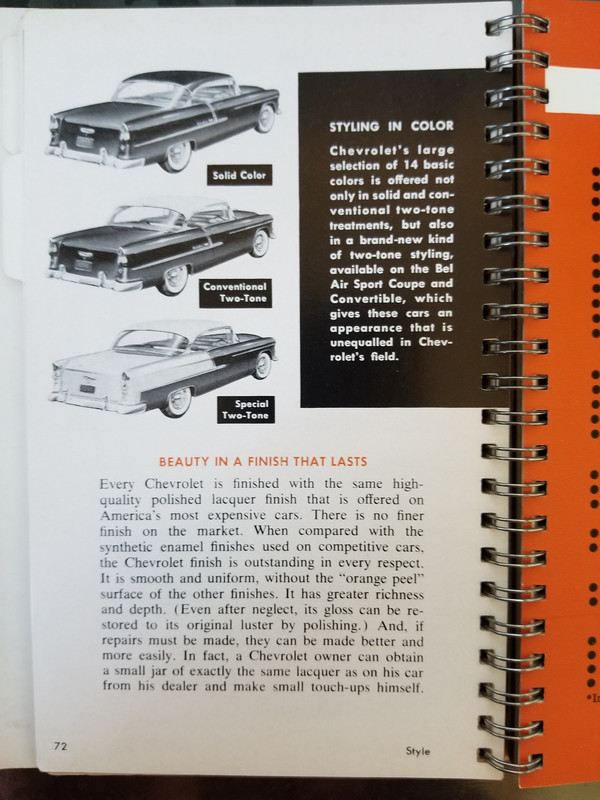 Solid Color
Conventional
Two-Tone
Special
Two-Tone
STYLING IN COLOR
Chevrolet's large
selection of 14 basic
colors is offered not
only in solid and con-
ventional two-tone
treatments, but also
in a brand-new kind
of two-tone styling,
available on the Bel
Air Sport Coupe and
Convertible, which
gives these cars an
appearance that is
unequalled in Chev-
rolet's field.
BEAUTY IN A FINISH THAT LASTS
Every Chevrolet is finished with the same high-
quality polished lacquer finish that is offered on
America's most expensive cars. There is no finer
finish on the market. When compared with the
synthetic enamel finishes used on competitive cars,
the Chevrolet finish is outstanding in every respect.
It is smooth and uniform, without the "orange peel"
surface of the other finishes. It has greater richness
and depth. (Even after neglect, its gloss can be re-
stored to its original luster by polishing.) And, if
repairs must be made, they can be made better and
more easily. In fact, a Chevrolet owner can obtain
a small jar of exactly the same lacquer as on his car
from his dealer and make small touch-ups himself.
72
Style